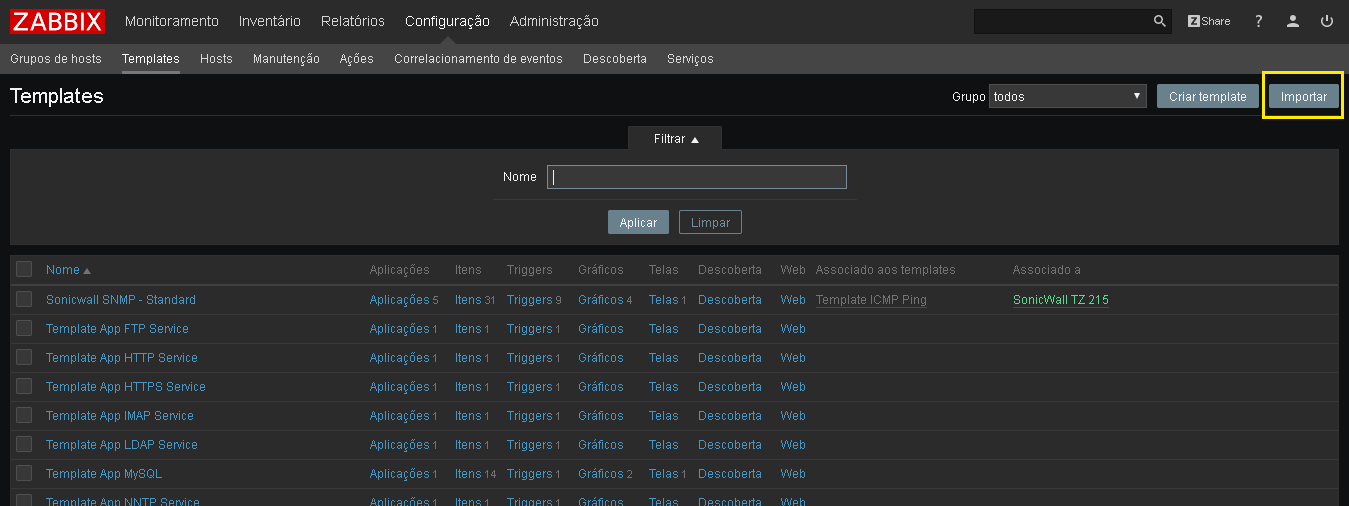 ZABBIX Monitoramento Inventário Relatórios Configuração Administração Z Share ?
Grupos de hosts Templates Hosts Manutenção Ações Correlacionamento de eventos Descoberta Serviços
Templates Grupo todos Criar template Importar
Filtrar
Nome
Aplicar Limpar
Nome Aplicações Itens Triggers Gráficos Telas Descoberta Web Associado aos templates Associado a
Sonicwall SNMP - Standard Aplicações 5 Itens 31 Triggers 9 Gráficos 4 Telas 1 Descoberta Web Template ICMP Ping SonicWall TZ 215
Template App FTP Service Aplicações 1 Itens 1 Triggers 1 Gráficos Telas Descoberta Web
Template App HTTP Service Aplicações 1 Itens 1 Triggers 1 Gráficos Telas Descoberta Web
Template App HTTPS Service Aplicações 1 Itens 1 Triggers 1 Gráficos Telas Descoberta Web
Template App IMAP Service Aplicações 1 Itens 1 Triggers 1 Gráficos Telas Descoberta Web
Template App LDAP Service Aplicações 1 Itens 1 Triggers 1 Gráficos Telas Descoberta Web
Template App MySQL Aplicações 1 Itens 14 Triggers 1 Gráficos 2 Telas 1 Descoberta Web
Template App NNTP Service Aplicações 1 Itens 1 Triggers 1 Gráficos Telas Descoberta Web